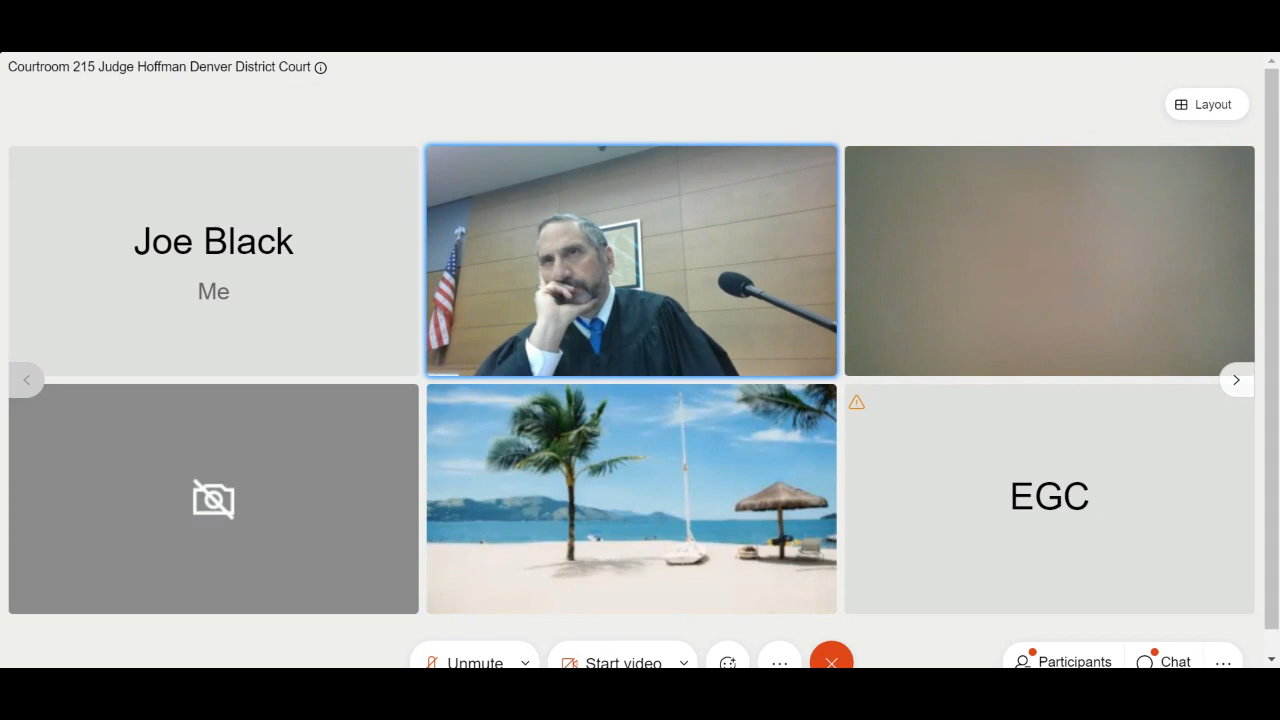 Courtroom 215 Judge Hoffman Denver District Court
Layout
Joe Black
Me
EGC
Unmute
Start video
Participants
Chat